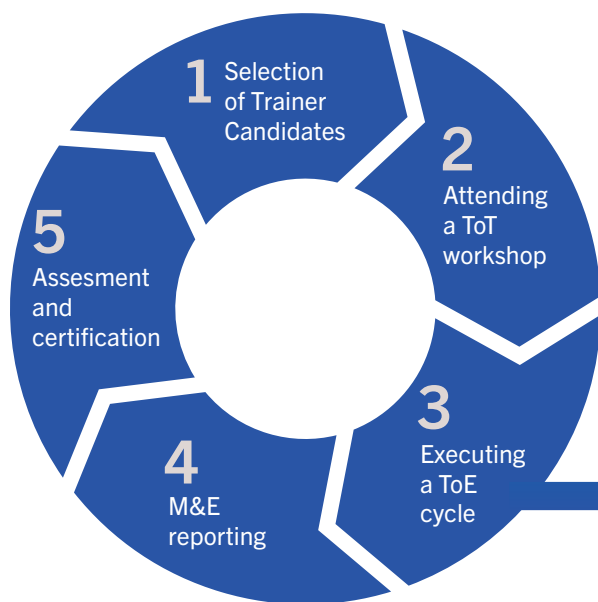 1
Selection
of Trainer
Candidates
2
Attending
a ToT
workshop
3
Executing
a ToE
cycle
4
M&E
reporting
5
Assesment
and
certification